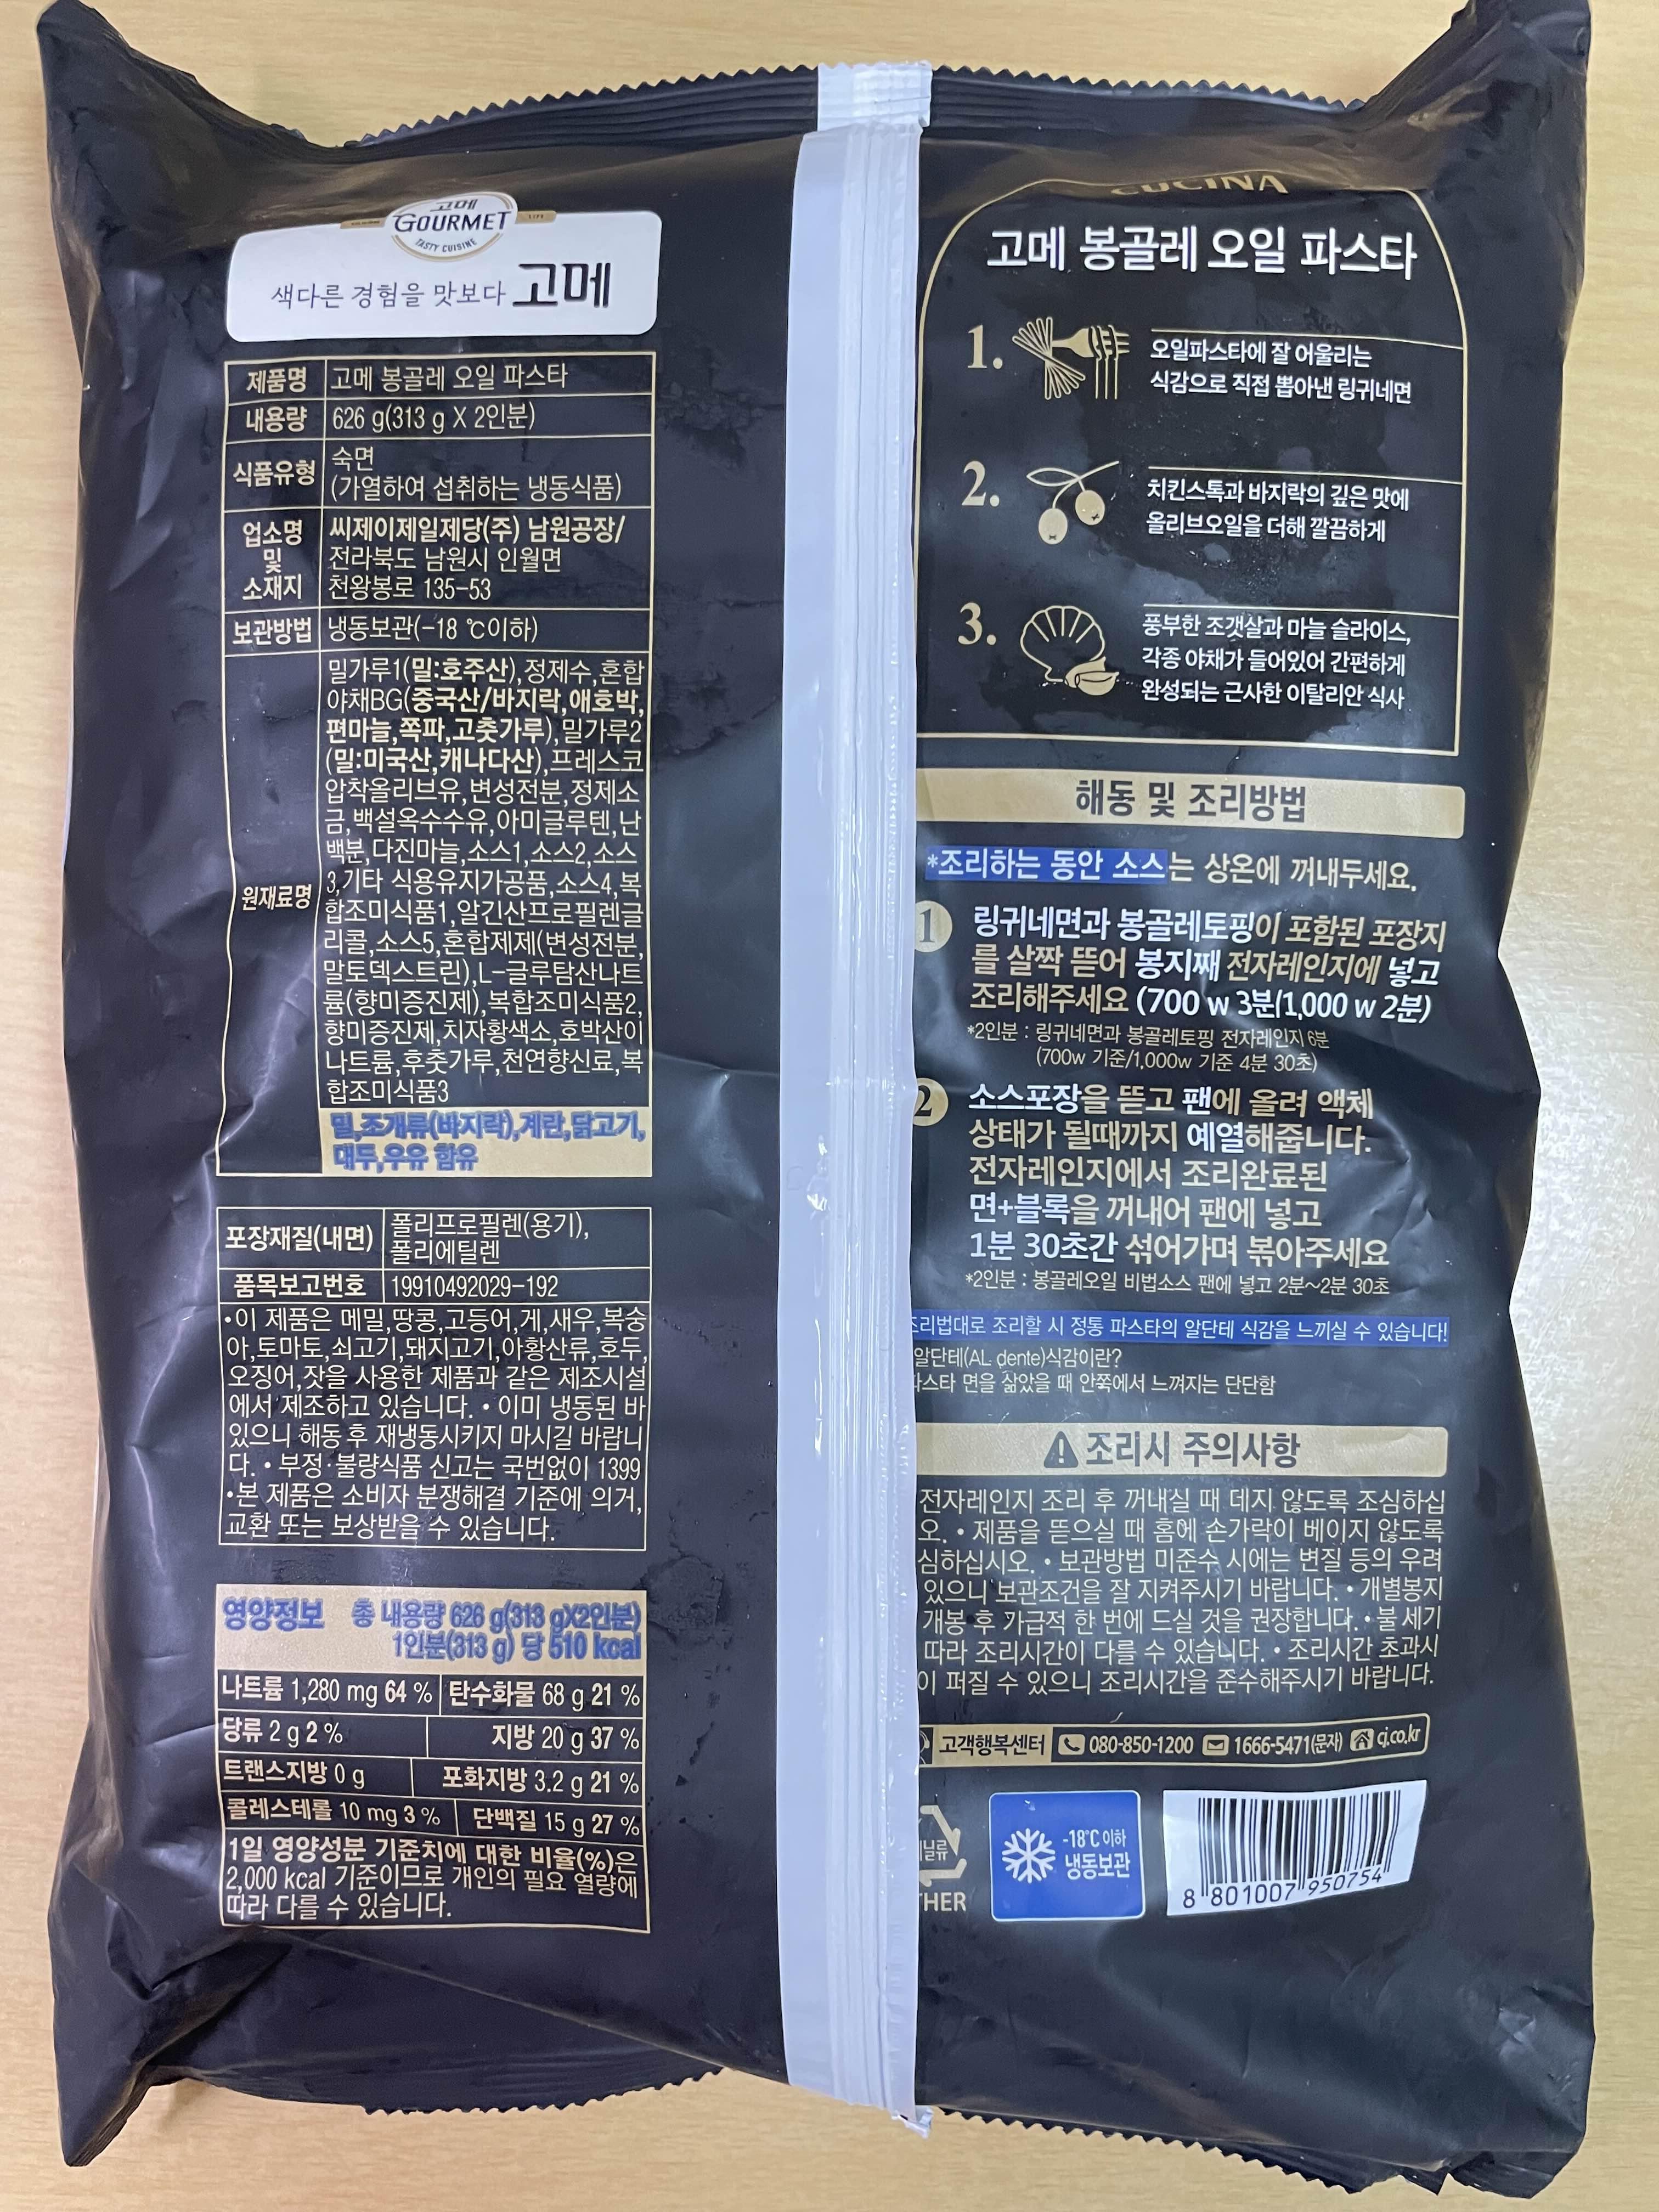 고메
GOURMET
TASTY CUISINE
색다른 경험을 맛보다 고메
제품명 고메 봉골레 오일 파스타
내용량 626 g(313 g X 2인분)
식품유형 숙면
(가열하여 섭취하는 냉동식품)
업소명 및 소재지 씨제이제일제당(주) 남원공장/
전라북도 남원시 인월면
천왕봉로 135-53
보관방법 냉동보관(-18 ℃이하)
원재료명 밀가루1(밀:호주산),정제수,혼합
야채BG(중국산/바지락,애호박,
편마늘,쪽파,고춧가루),밀가루2
(밀:미국산,캐나다산),프레스코
압착올리브유,변성전분,정제소
금,백설옥수수유,아미글루텐,난
백분,다진마늘,소스1,소스2,소스
3,기타 식용유지가공품,소스4,복
합조미식품1,알긴산프로필렌글
리콜,소스5,혼합제제(변성전분,
말토덱스트린),L-글루탐산나트
륨(향미증진제),복합조미식품2,
향미증진제,치자황색소,호박산이
나트륨,후춧가루,천연향신료,복
합조미식품3
밀,조개류(바지락),계란,닭고기,
대두,우유 함유
포장재질(내면) 폴리프로필렌(용기),
폴리에틸렌
품목보고번호 19910492029-192
•이 제품은 메밀,땅콩,고등어,게,새우,복숭
아,토마토,쇠고기,돼지고기,아황산류,호두,
오징어,잣을 사용한 제품과 같은 제조시설
에서 제조하고 있습니다. • 이미 냉동된 바
있으니 해동 후 재냉동시키지 마시길 바랍니
다. • 부정·불량식품 신고는 국번없이 1399
•본 제품은 소비자 분쟁해결 기준에 의거,
교환 또는 보상받을 수 있습니다.
영양정보 총 내용량 626 g(313 gX2인분)
1인분(313 g) 당 510 kcal
나트륨 1,280 mg 64 % 탄수화물 68 g 21 %
당류 2 g 2 % 지방 20 g 37 %
트랜스지방 0 g 포화지방 3.2 g 21 %
콜레스테롤 10 mg 3 % 단백질 15 g 27 %
1일 영양성분 기준치에 대한 비율(%)은
2,000 kcal 기준이므로 개인의 필요 열량에
따라 다를 수 있습니다.
CUCINA
고메 봉골레 오일 파스타
1. 오일파스타에 잘 어울리는
식감으로 직접 뽑아낸 링귀네면
2. 치킨스톡과 바지락의 깊은 맛에
올리브오일을 더해 깔끔하게
3. 풍부한 조갯살과 마늘 슬라이스,
각종 야채가 들어있어 간편하게
완성되는 근사한 이탈리안 식사
해동 및 조리방법
*조리하는 동안 소스는 상온에 꺼내두세요.
1 링귀네면과 봉골레토핑이 포함된 포장지
를 살짝 뜯어 봉지째 전자레인지에 넣고
조리해주세요 (700 w 3분(1,000 w 2분)
*2인분 : 링귀네면과 봉골레토핑 전자레인지 6분
(700w 기준/1,000w 기준 4분 30초)
2 소스포장을 뜯고 팬에 올려 액체
상태가 될때까지 예열해줍니다.
전자레인지에서 조리완료된
면+블록을 꺼내어 팬에 넣고
1분 30초간 섞어가며 볶아주세요
*2인분 : 봉골레오일 비법소스 팬에 넣고 2분~2분 30초
조리법대로 조리할 시 정통 파스타의 알단테 식감을 느끼실 수 있습니다!
알단테(AL dente)식감이란?
파스타 면을 삶았을 때 안쪽에서 느껴지는 단단함
조리시 주의사항
전자레인지 조리 후 꺼내실 때 데지 않도록 조심하십
오. • 제품을 뜯으실 때 홈에 손가락이 베이지 않도록
심하십시오. • 보관방법 미준수 시에는 변질 등의 우려
있으니 보관조건을 잘 지켜주시기 바랍니다. • 개별봉지
개봉 후 가급적 한 번에 드실 것을 권장합니다. • 불 세기
따라 조리시간이 다를 수 있습니다. • 조리시간 초과시
이 퍼질 수 있으니 조리시간을 준수해주시기 바랍니다.
고객행복센터 080-850-1200 1666-5471(문자) cj.co.kr
비닐류
THER
-18℃ 이하
냉동보관
8 801007 950754